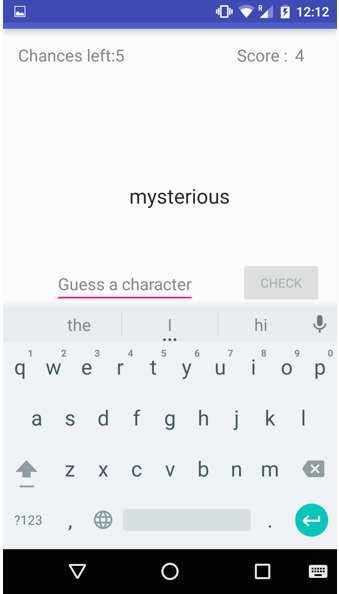 R 12:12
Chances left:5 Score : 4
mysterious
Guess a character CHECK
the I hi
1 2 3 4 5 6 7 8 9 0
q w e r t y u i o p
a s d f g h j k l
z x c v b n m
?123 , .